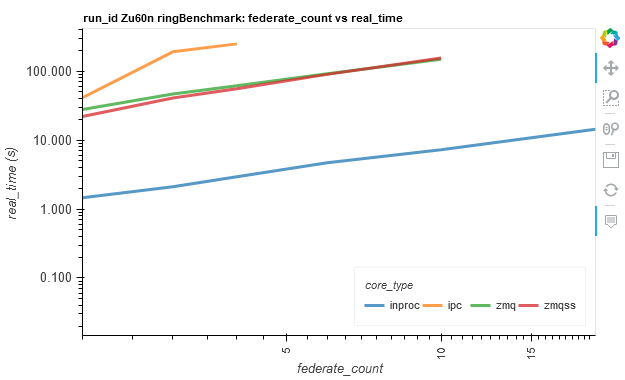 run_id Zu60n ringBenchmark: federate_count vs real_time
real_time (s)
100.000
10.000
1.000
0.100
core_type
inproc ipc zmq zmqss
5 10 15
federate_count